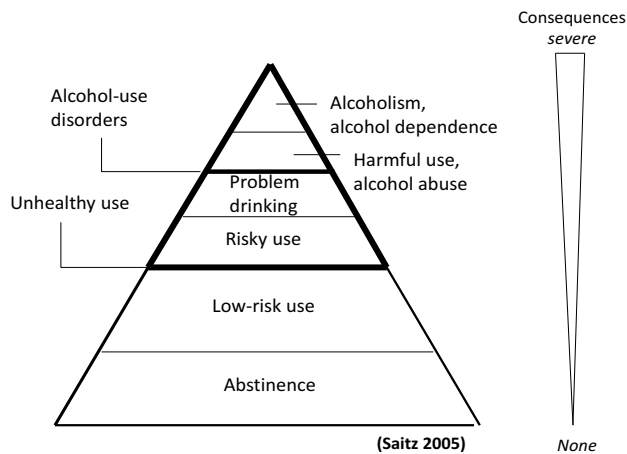 Consequences
severe
Alcohol-use
disorders
Alcoholism,
alcohol dependence
Harmful use,
alcohol abuse
Unhealthy use
Problem
drinking
Risky use
Low-risk use
Abstinence
(Saitz 2005)
None